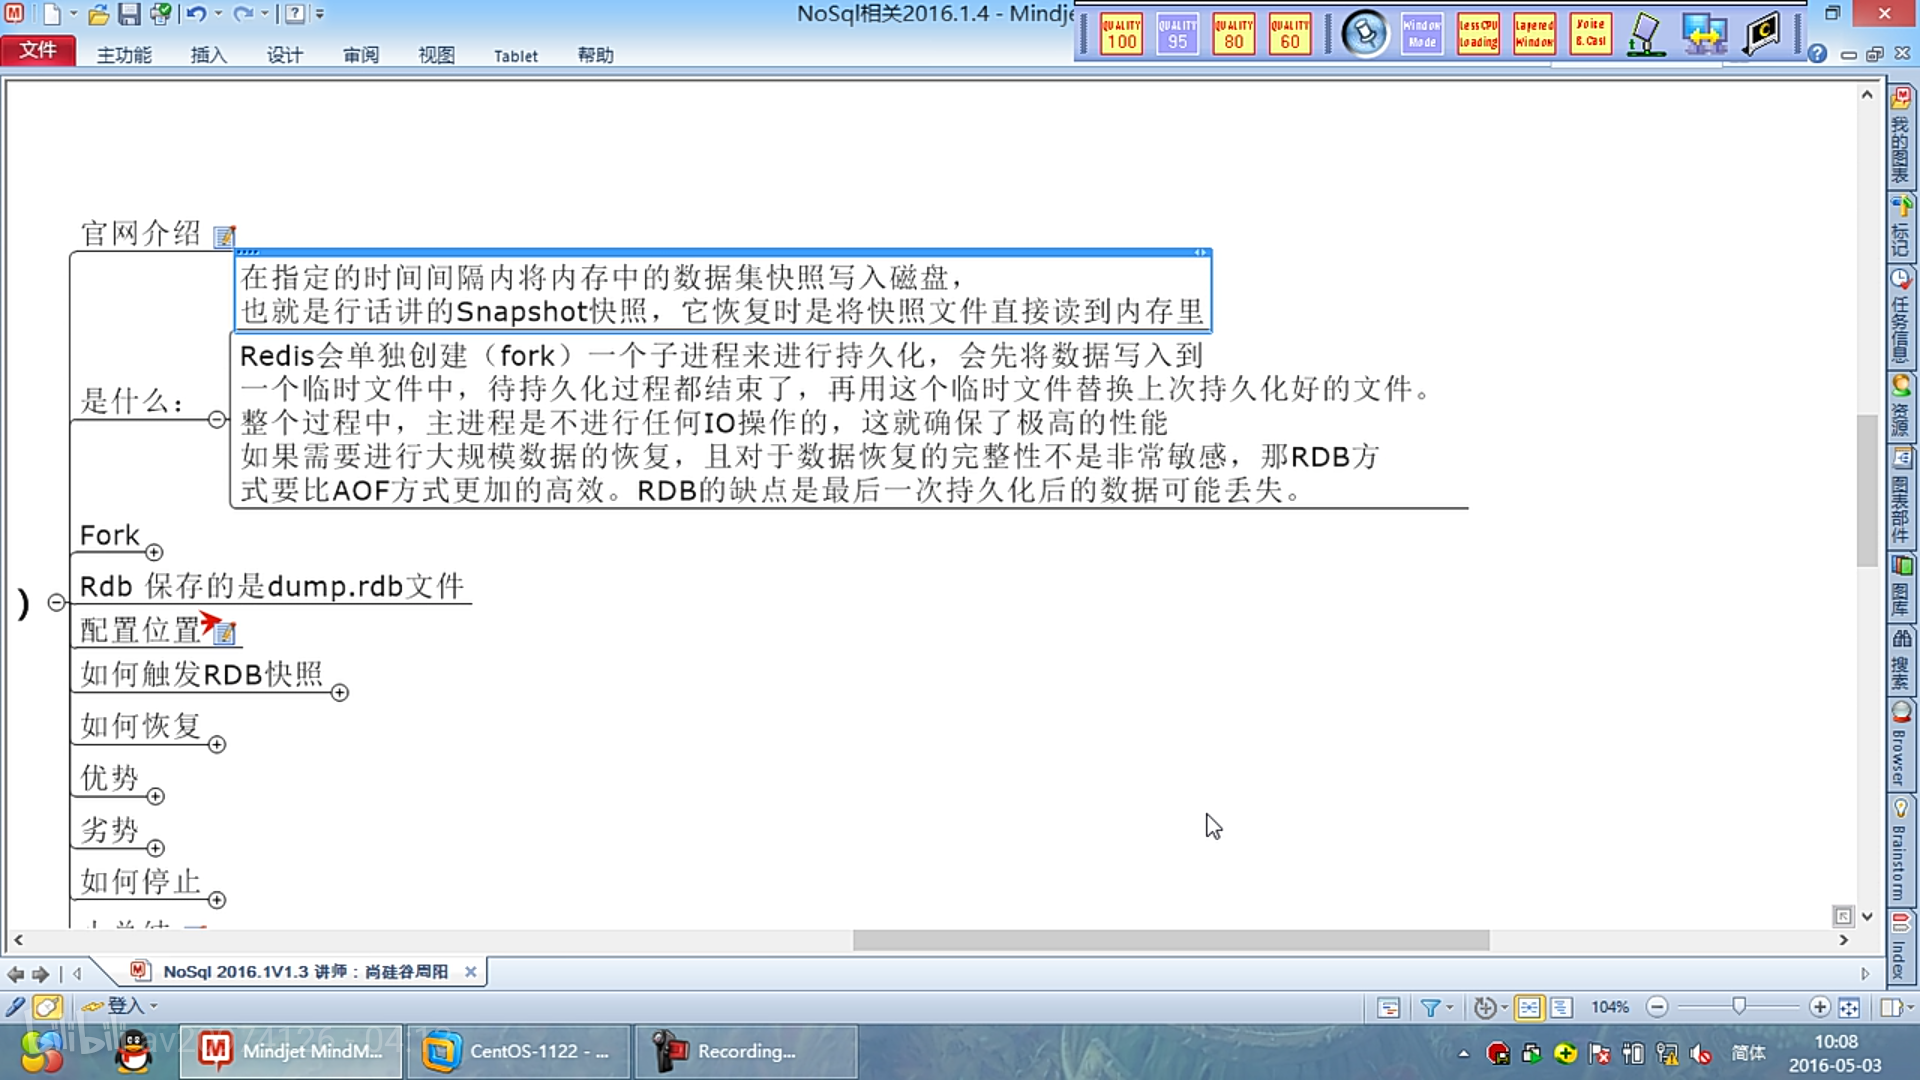 NoSql相关2016.1.4 - Mindje
QUALITY 100
QUALITY 95
QUALITY 80
QUALITY 60
Window Mode
LessCPU Loading
Layered Window
Voice B.Cast
文件
主功能
插入
设计
审阅
视图
Tablet
帮助
官网介绍
在指定的时间间隔内将内存中的数据集快照写入磁盘，
也就是行话讲的Snapshot快照，它恢复时是将快照文件直接读到内存里
是什么：
Redis会单独创建（fork）一个子进程来进行持久化，会先将数据写入到
一个临时文件中，待持久化过程都结束了，再用这个临时文件替换上次持久化好的文件。
整个过程中，主进程是不进行任何IO操作的，这就确保了极高的性能
如果需要进行大规模数据的恢复，且对于数据恢复的完整性不是非常敏感，那RDB方
式要比AOF方式更加的高效。RDB的缺点是最后一次持久化后的数据可能丢失。
Fork
)
Rdb 保存的是dump.rdb文件
配置位置
如何触发RDB快照
如何恢复
优势
劣势
如何停止
我的图表
标记
任务信息
资源
图表部件
图库
搜索
Browser
Brainstorm
Index
NoSql 2016.1V1.3 讲师：尚硅谷周阳
登入
104%
bilibili
Mindjet MindM...
CentOS-1122 - ...
Recording...
简体
10:08
2016-05-03